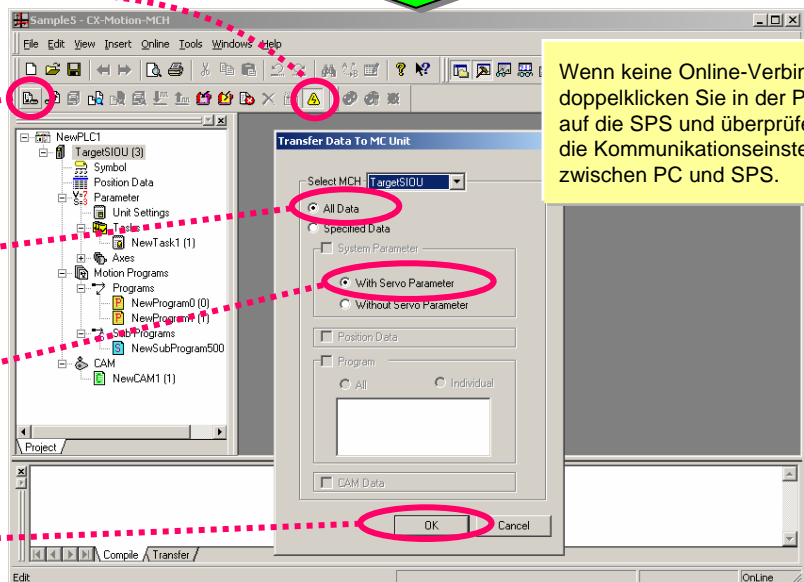 Sample5 - CX-Motion-MCH
File Edit View Insert Online Tools Windows Help
Wenn keine Online-Verbin
doppelklicken Sie in der P
auf die SPS und überprüfe
die Kommunikationseinste
zwischen PC und SPS.
NewPLC1
TargetSIOU (3)
Symbol
Position Data
Parameter
Unit Settings
Tasks
NewTask1 (1)
Axes
Motion Programs
Programs
NewProgram0 (0)
NewProgram1 (1)
Sub Programs
NewSubProgram500
CAM
NewCAM1 (1)
Project
Transfer Data To MC Unit
Select MCH TargetSIOU
All Data
Specified Data
System Parameter
With Servo Parameter
Without Servo Parameter
Position Data
Program
All Individual
CAM Data
OK Cancel
Compile Transfer
Edit OnLine